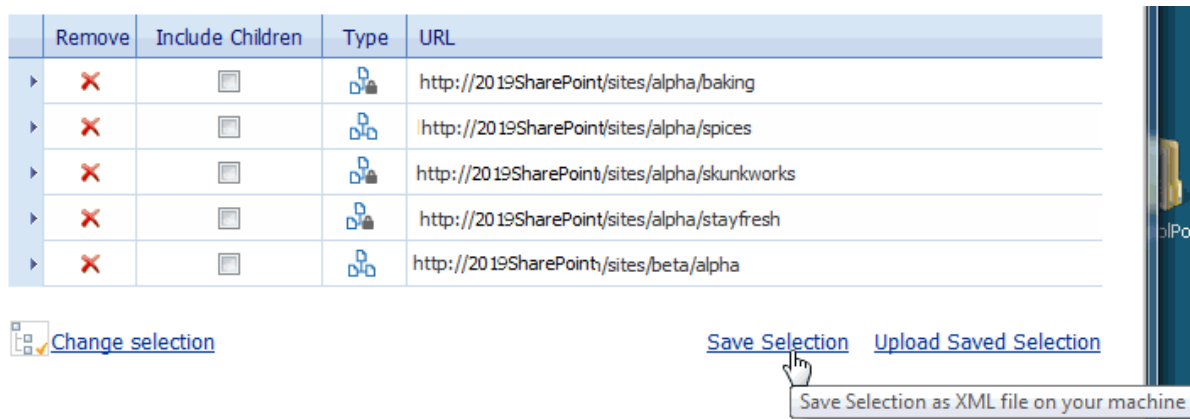 Remove Include Children Type URL
http://2019SharePoint/sites/alpha/baking
http://2019SharePoint/sites/alpha/spices
http://2019SharePoint/sites/alpha/skunkworks
http://2019SharePoint/sites/alpha/stayfresh
http://2019SharePoint/sites/beta/alpha
Change selection Save Selection Upload Saved Selection
Save Selection as XML file on your machine